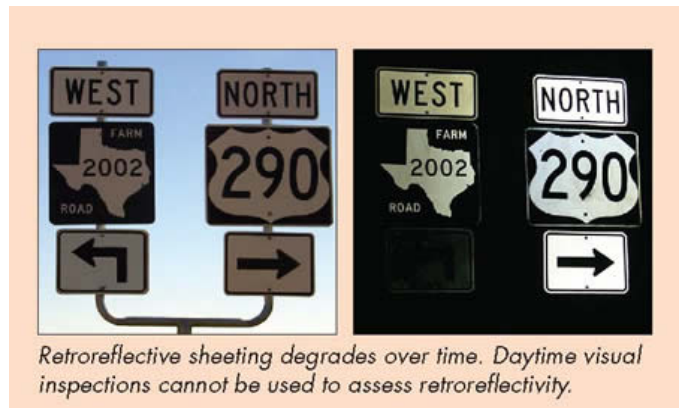 WEST
NORTH
FARM
2002
ROAD
290
WEST
NORTH
FARM
2002
ROAD
290
Retroreflective sheeting degrades over time. Daytime visual
inspections cannot be used to assess retroreflectivity.